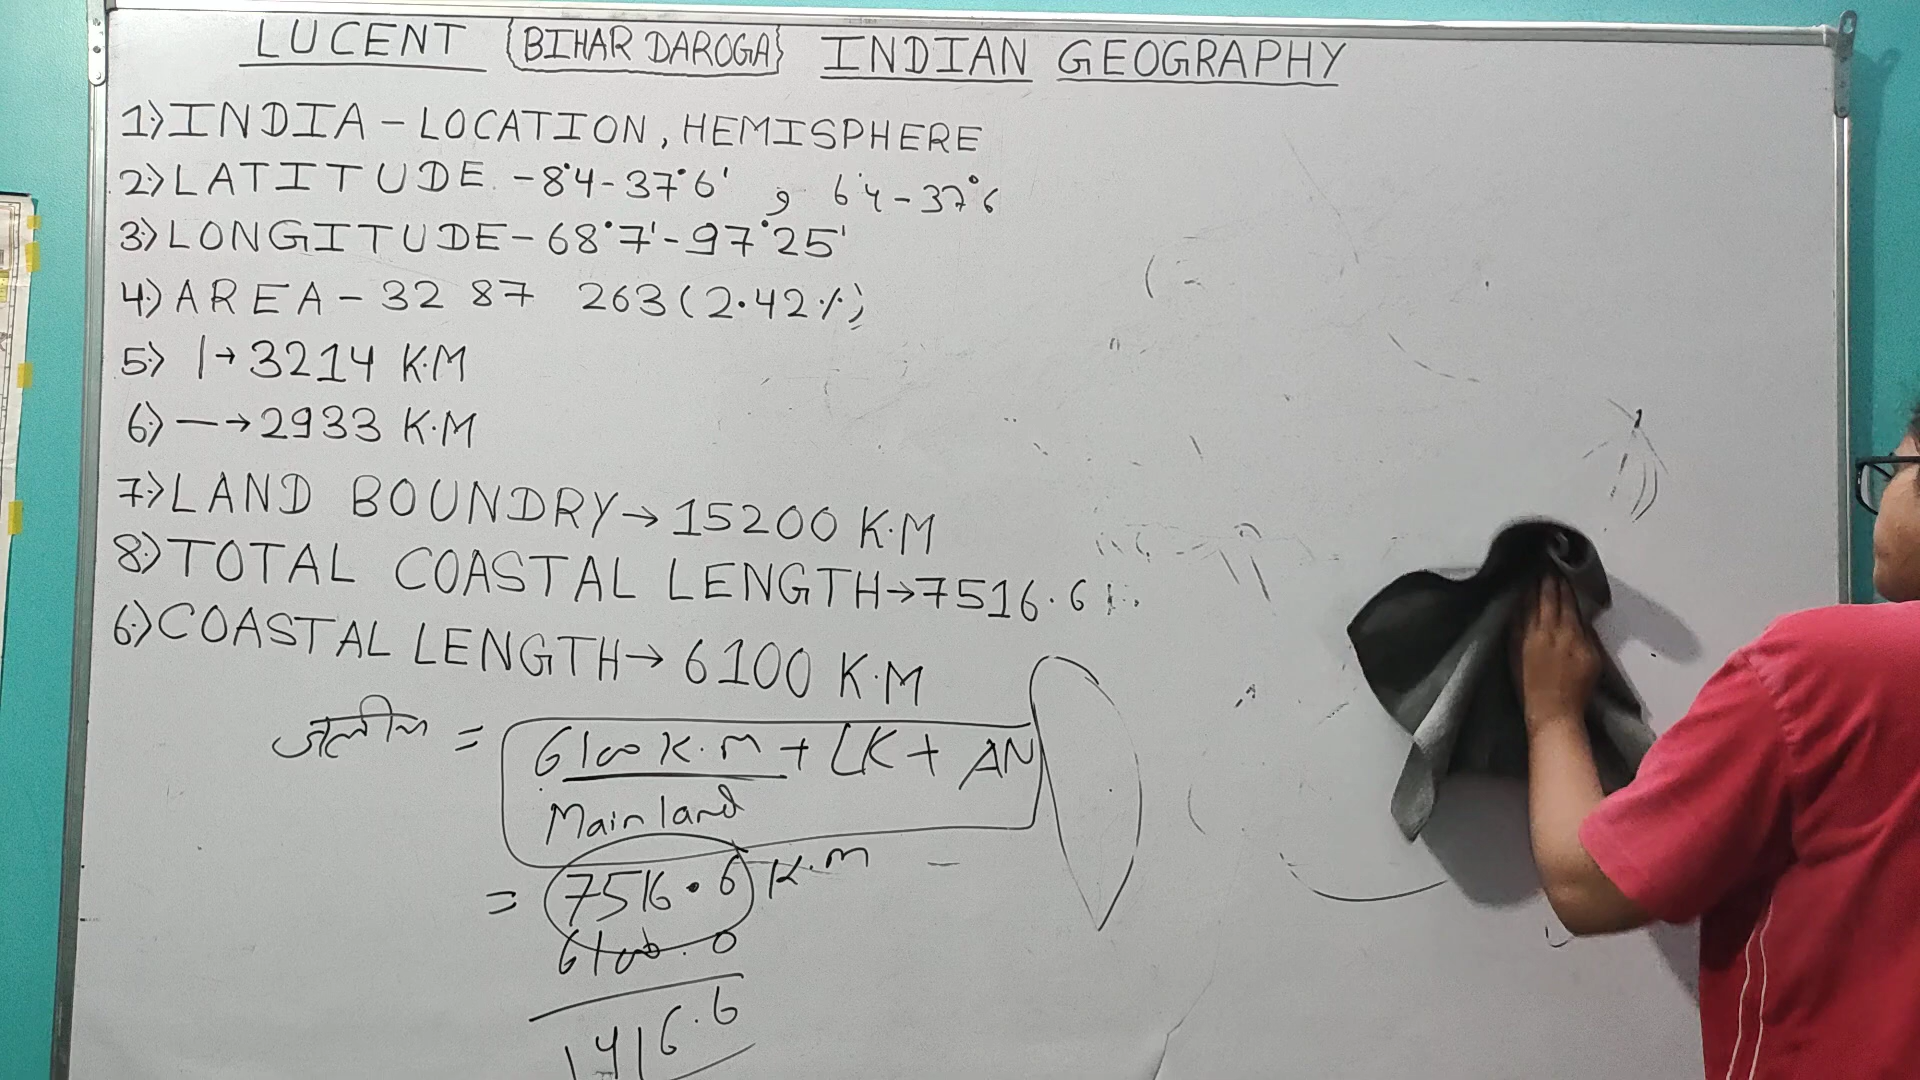 LUCENT {BIHAR DAROGA} INDIAN GEOGRAPHY
1) INDIA - LOCATION, HEMISPHERE
2) LATITUDE - 8°4 - 37°6' , 6°4 - 37°6
3) LONGITUDE - 68°7' - 97°25'
4) AREA - 32 87 263 (2.42%)
5) | → 3214 K.M
6) — → 2933 K.M
7) LAND BOUNDRY → 15200 K.M
8) TOTAL COASTAL LENGTH → 7516.6
6) COASTAL LENGTH → 6100 K.M
= 6100 K.M + LK + AN
Mainland
= 7516.6 K.M
6100.0
1416.6